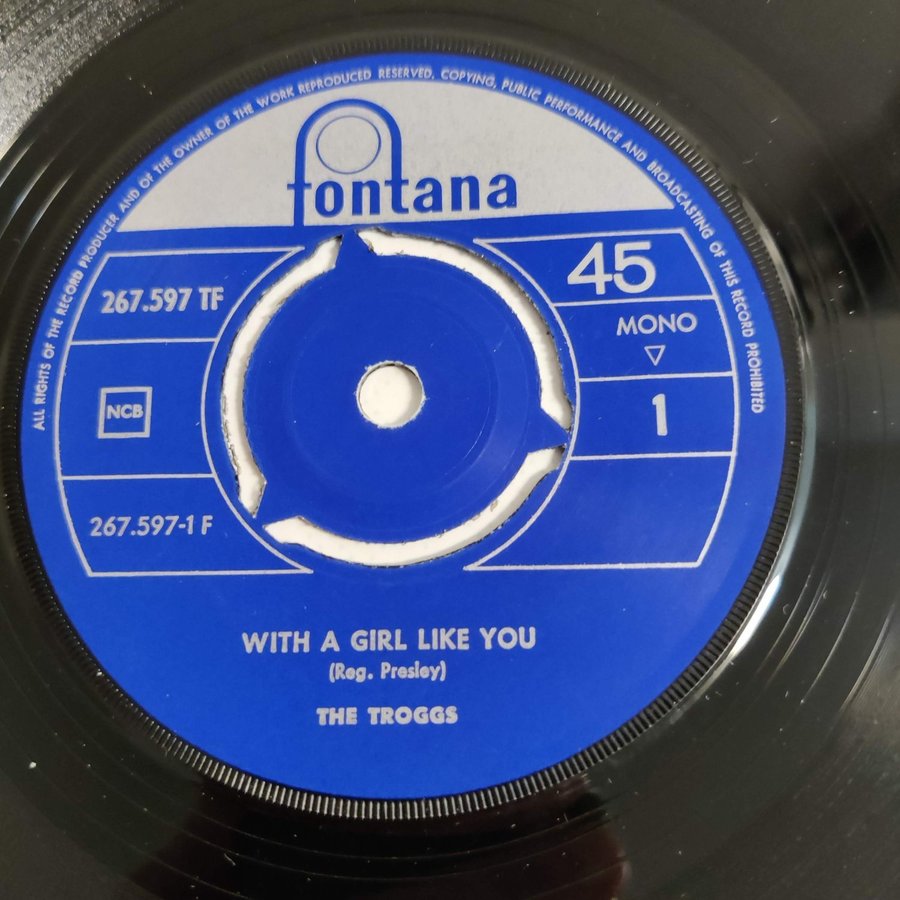 ALL RIGHTS OF THE RECORD PRODUCER AND OF THE OWNER OF THE WORK REPRODUCED RESERVED. COPYING, PUBLIC PERFORMANCE AND BROADCASTING OF THIS RECORD PROHIBITED
fontana
267.597 TF
45
MONO
NCB
1
267.597-1 F
WITH A GIRL LIKE YOU
(Reg. Presley)
THE TROGGS